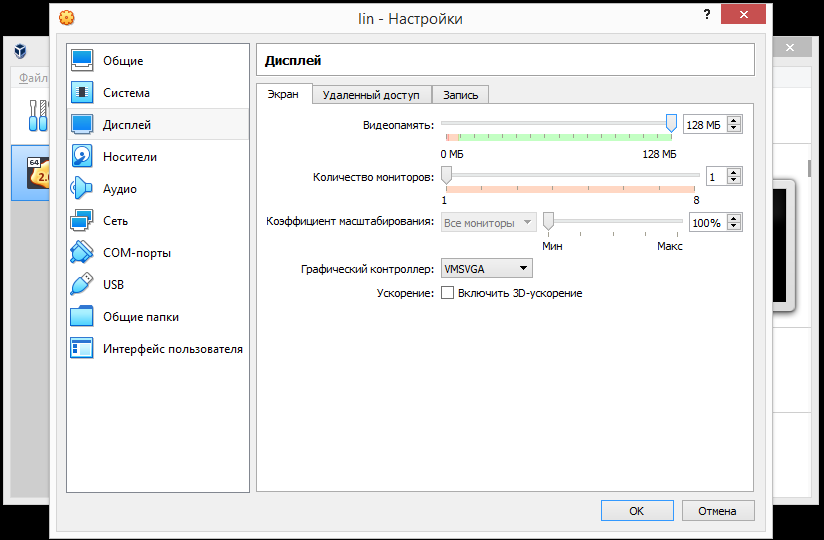 lin - Настройки
?
Файл
64
2.6
Общие
Система
Дисплей
Носители
Аудио
Сеть
COM-порты
USB
Общие папки
Интерфейс пользователя
Дисплей
Экран
Удаленный доступ
Запись
Видеопамять:
128 МБ
0 МБ
128 МБ
Количество мониторов:
1
1
8
Коэффициент масштабирования:
Все мониторы
100%
Мин
Макс
Графический контроллер:
VMSVGA
Ускорение:
Включить 3D-ускорение
OK
Отмена